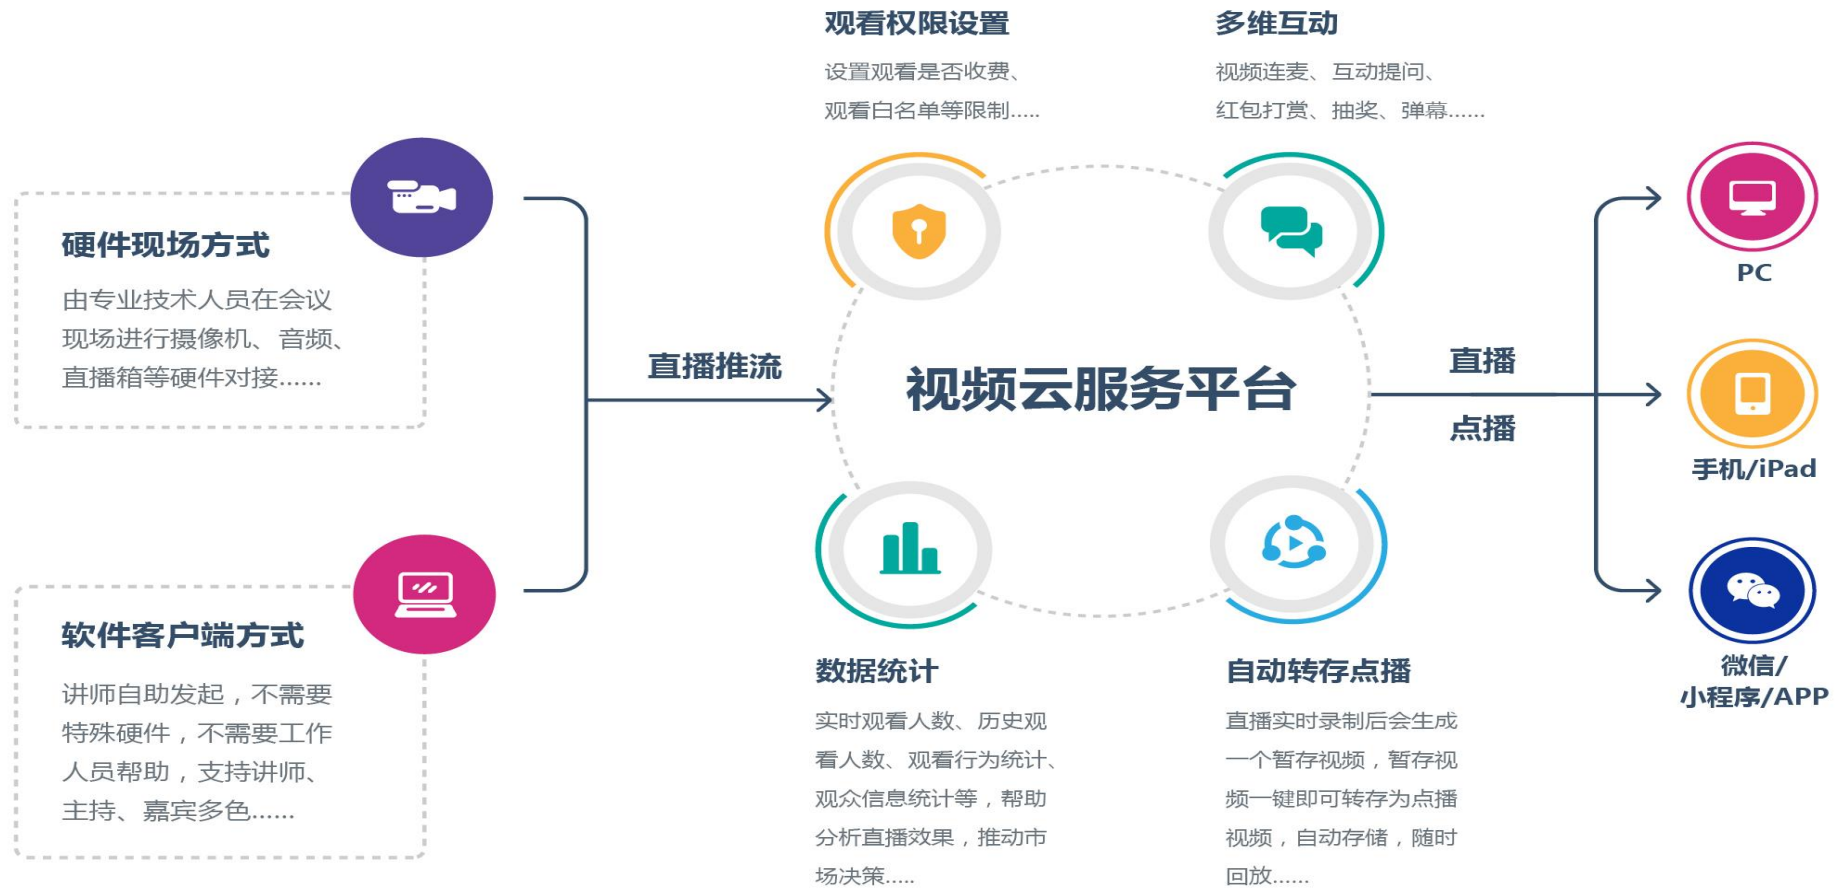 硬件现场方式
由专业技术人员在会议
现场进行摄像机、音频、
直播箱等硬件对接......
软件客户端方式
讲师自助发起，不需要
特殊硬件，不需要工作
人员帮助，支持讲师、
主持、嘉宾多色......
直播推流
观看权限设置
设置观看是否收费、
观看白名单等限制.....
多维互动
视频连麦、互动提问、
红包打赏、抽奖、弹幕......
视频云服务平台
数据统计
实时观看人数、历史观
看人数、观看行为统计、
观众信息统计等，帮助
分析直播效果，推动市
场决策.....
自动转存点播
直播实时录制后会生成
一个暂存视频，暂存视
频一键即可转存为点播
视频，自动存储，随时
回放......
直播
点播
PC
手机/iPad
微信/
小程序/APP